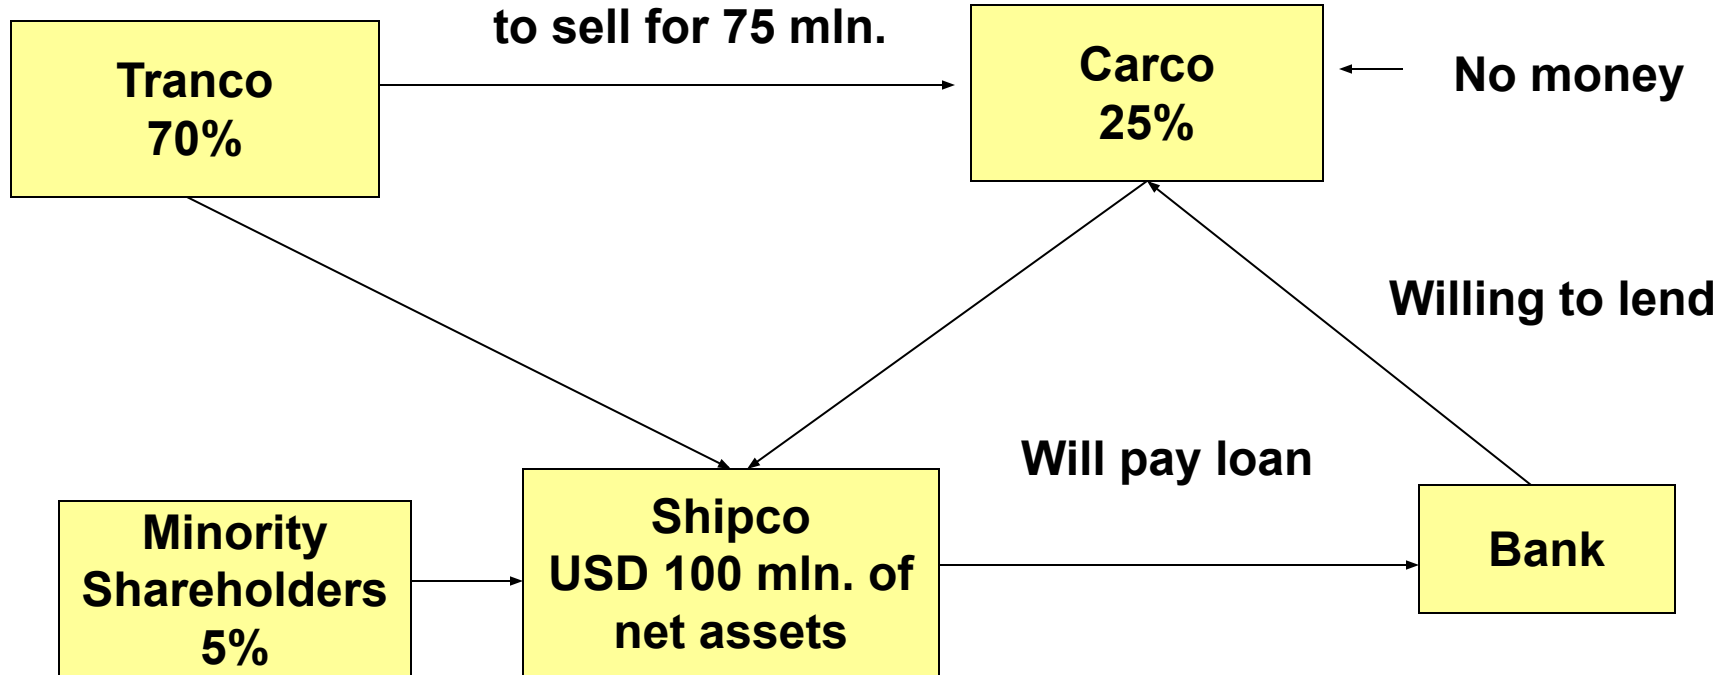 to sell for 75 mln.
Tranco
70%
Carco
25%
No money
Willing to lend
Will pay loan
Minority
Shareholders
5%
Shipco
USD 100 mln. of
net assets
Bank